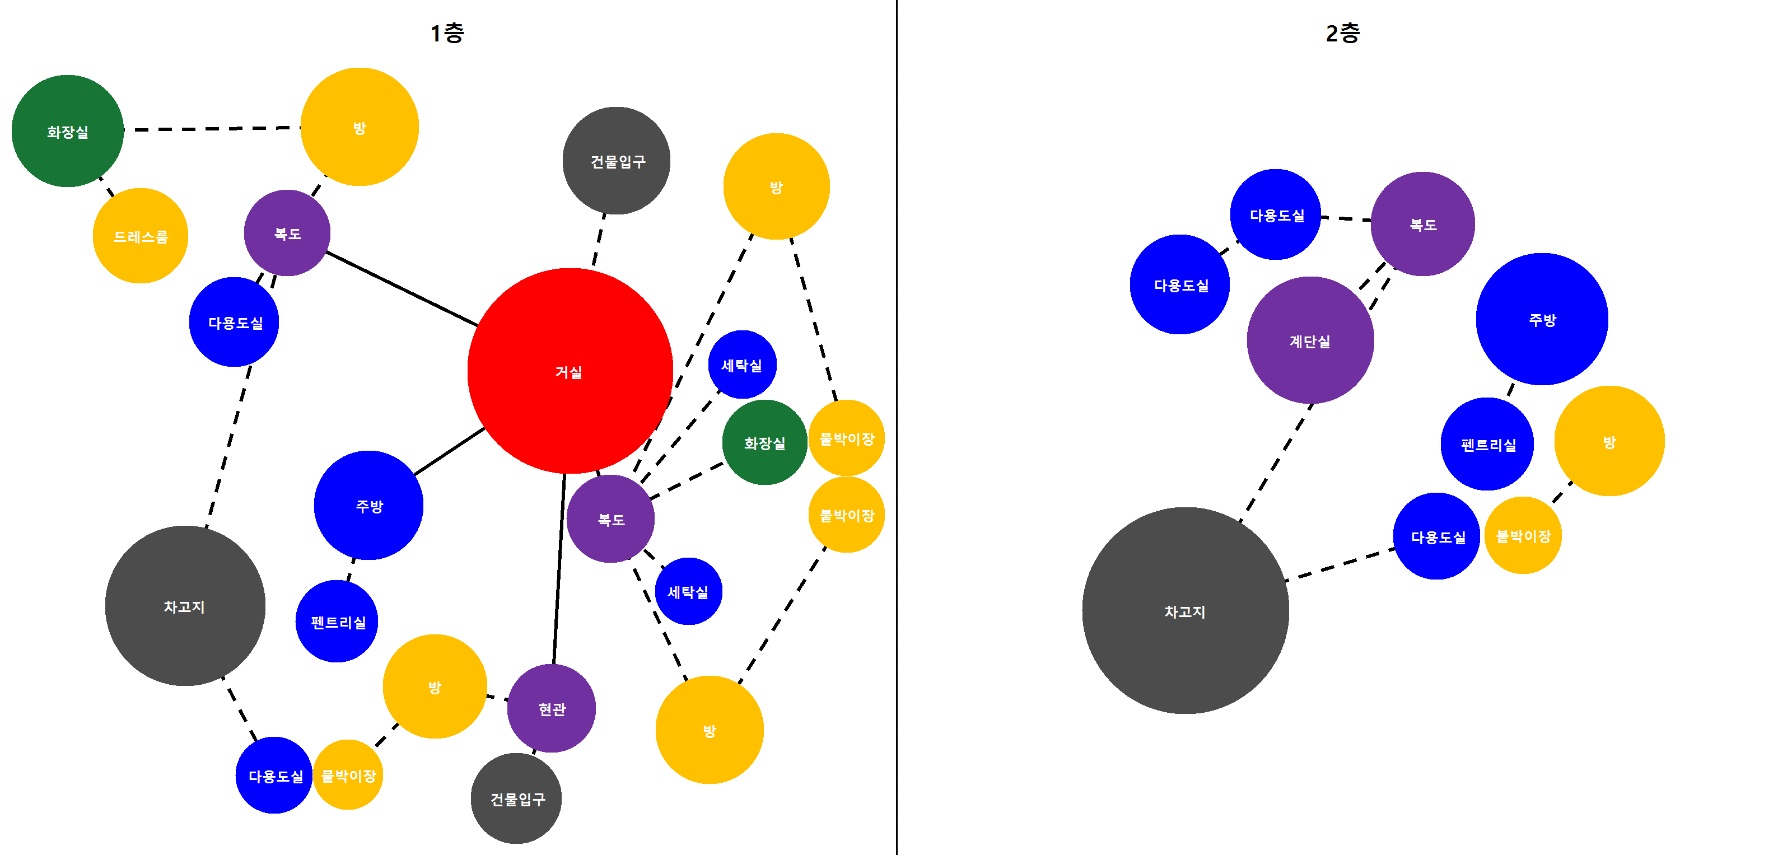 1층
화장실
방
건물입구
방
드레스룸
복도
다용도실
거실
세탁실
화장실
붙박이장
주방
복도
붙박이장
세탁실
차고지
펜트리실
방
현관
방
다용도실
붙박이장
건물입구
2층
다용도실
복도
다용도실
계단실
주방
펜트리실
방
다용도실
붙박이장
차고지